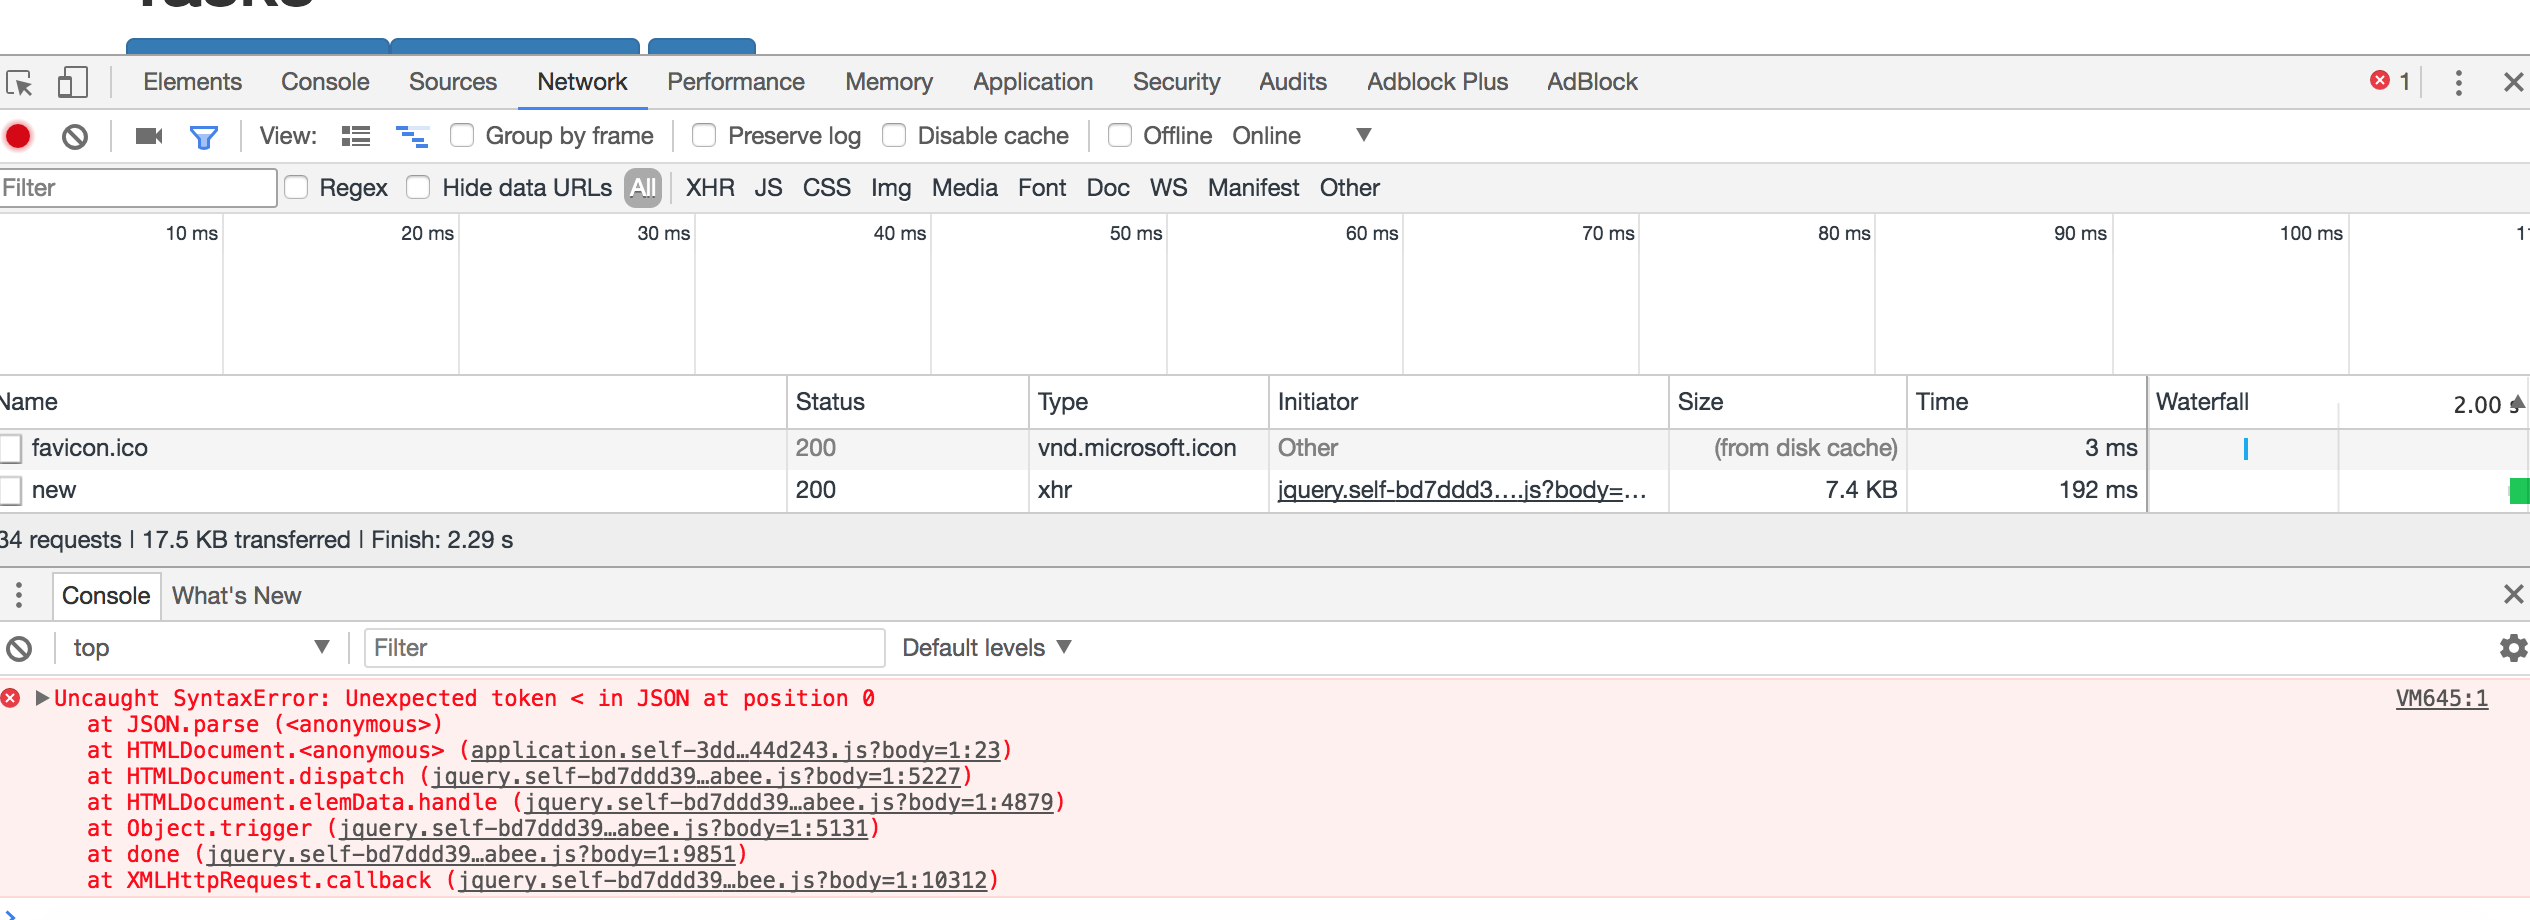 Tasks
Elements Console Sources Network Performance Memory Application Security Audits Adblock Plus AdBlock 1
View: Group by frame Preserve log Disable cache Offline Online
Filter Regex Hide data URLs All XHR JS CSS Img Media Font Doc WS Manifest Other
10 ms 20 ms 30 ms 40 ms 50 ms 60 ms 70 ms 80 ms 90 ms 100 ms
Name Status Type Initiator Size Time Waterfall 2.00 s
favicon.ico 200 vnd.microsoft.icon Other (from disk cache) 3 ms
new 200 xhr jquery.self-bd7ddd3….js?body=… 7.4 KB 192 ms
34 requests | 17.5 KB transferred | Finish: 2.29 s
Console What's New
top Filter Default levels
Uncaught SyntaxError: Unexpected token < in JSON at position 0 VM645:1
at JSON.parse (<anonymous>)
at HTMLDocument.<anonymous> (application.self-3dd…44d243.js?body=1:23)
at HTMLDocument.dispatch (jquery.self-bd7ddd39…abee.js?body=1:5227)
at HTMLDocument.elemData.handle (jquery.self-bd7ddd39…abee.js?body=1:4879)
at Object.trigger (jquery.self-bd7ddd39…abee.js?body=1:5131)
at done (jquery.self-bd7ddd39…abee.js?body=1:9851)
at XMLHttpRequest.callback (jquery.self-bd7ddd39…bee.js?body=1:10312)